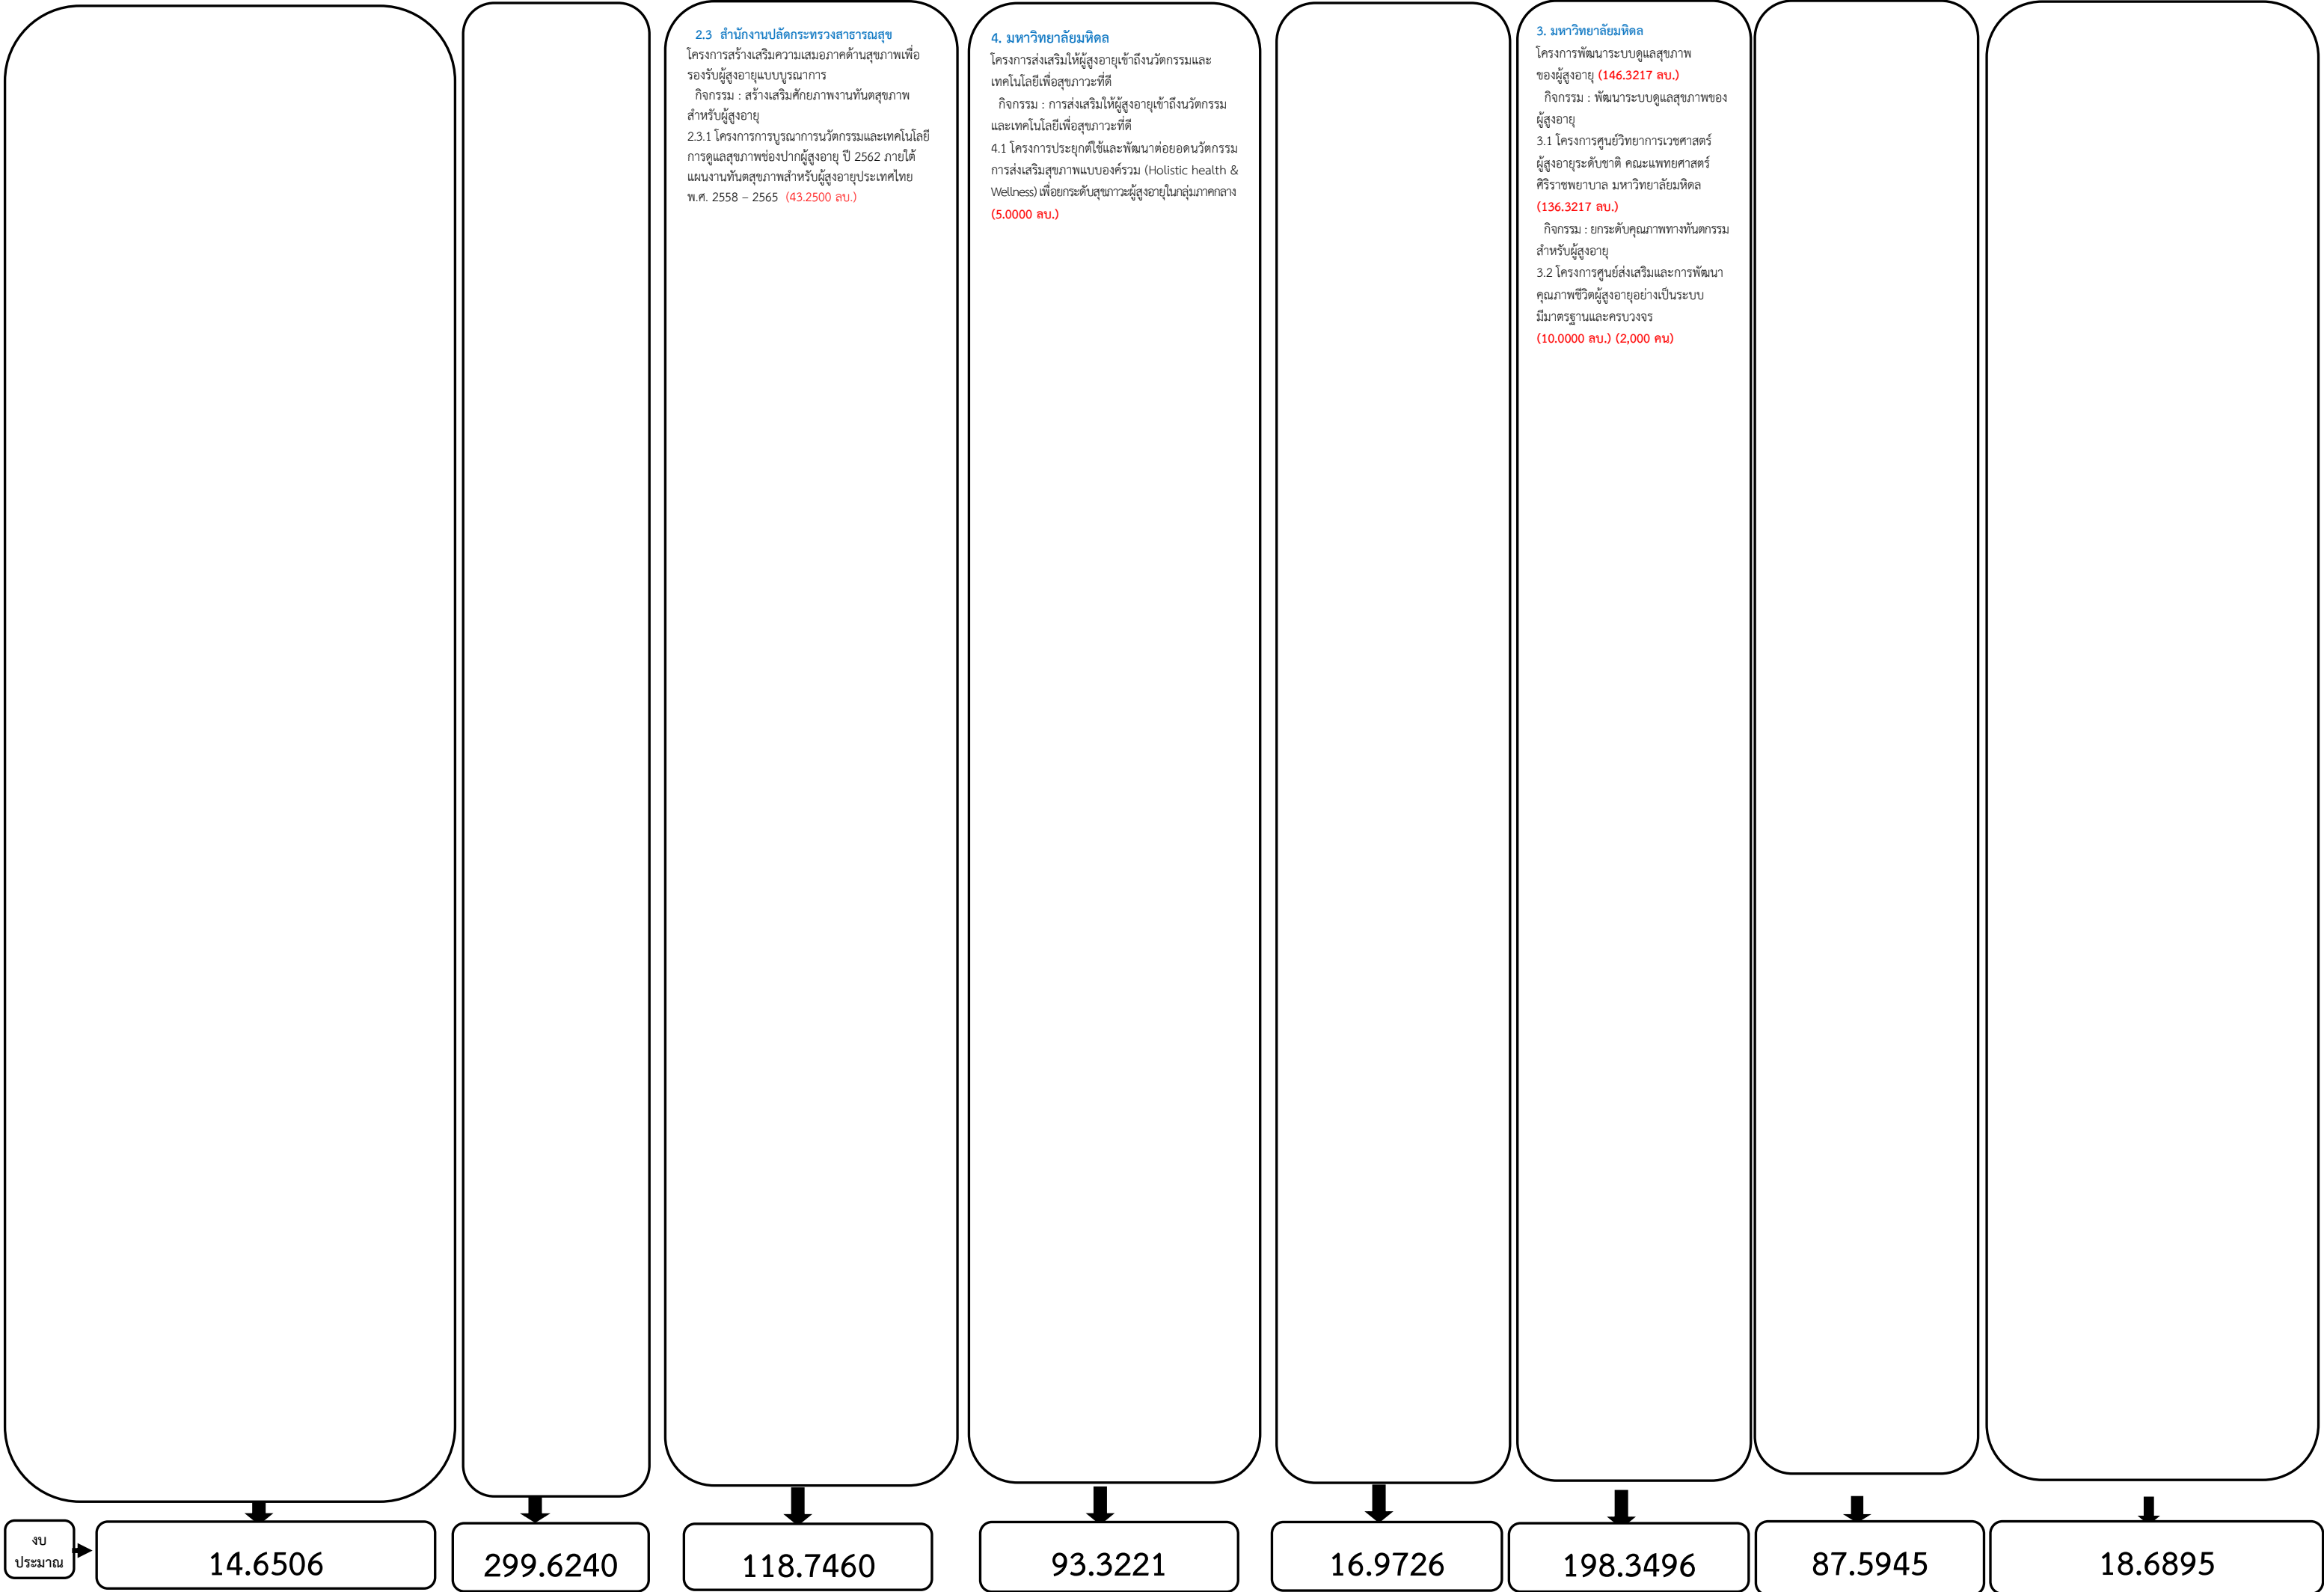 2.3 สำนักงานปลัดกระทรวงสาธารณสุข
โครงการสร้างเสริมความเสมอภาคด้านสุขภาพเพื่อ
รองรับผู้สูงอายุแบบบูรณาการ
กิจกรรม : สร้างเสริมศักยภาพงานทันตสุขภาพ
สำหรับผู้สูงอายุ
2.3.1 โครงการการบูรณาการนวัตกรรมและเทคโนโลยี
การดูแลสุขภาพช่องปากผู้สูงอายุ ปี 2562 ภายใต้
แผนงานทันตสุขภาพสำหรับผู้สูงอายุประเทศไทย
พ.ศ. 2558 – 2565 (43.2500 ลบ.)
4. มหาวิทยาลัยมหิดล
โครงการส่งเสริมให้ผู้สูงอายุเข้าถึงนวัตกรรมและ
เทคโนโลยีเพื่อสุขภาวะที่ดี
กิจกรรม : การส่งเสริมให้ผู้สูงอายุเข้าถึงนวัตกรรม
และเทคโนโลยีเพื่อสุขภาวะที่ดี
4.1 โครงการประยุกต์ใช้และพัฒนาต่อยอดนวัตกรรม
การส่งเสริมสุขภาพแบบองค์รวม (Holistic health &
Wellness) เพื่อยกระดับสุขภาวะผู้สูงอายุในกลุ่มภาคกลาง
(5.0000 ลบ.)
3. มหาวิทยาลัยมหิดล
โครงการพัฒนาระบบดูแลสุขภาพ
ของผู้สูงอายุ (146.3217 ลบ.)
กิจกรรม : พัฒนาระบบดูแลสุขภาพของ
ผู้สูงอายุ
3.1 โครงการศูนย์วิทยาการเวชศาสตร์
ผู้สูงอายุระดับชาติ คณะแพทยศาสตร์
ศิริราชพยาบาล มหาวิทยาลัยมหิดล
(136.3217 ลบ.)
กิจกรรม : ยกระดับคุณภาพทางทันตกรรม
สำหรับผู้สูงอายุ
3.2 โครงการศูนย์ส่งเสริมและการพัฒนา
คุณภาพชีวิตผู้สูงอายุอย่างเป็นระบบ
มีมาตรฐานและครบวงจร
(10.0000 ลบ.) (2,000 คน)
งบ
ประมาณ
14.6506
299.6240
118.7460
93.3221
16.9726
198.3496
87.5945
18.6895